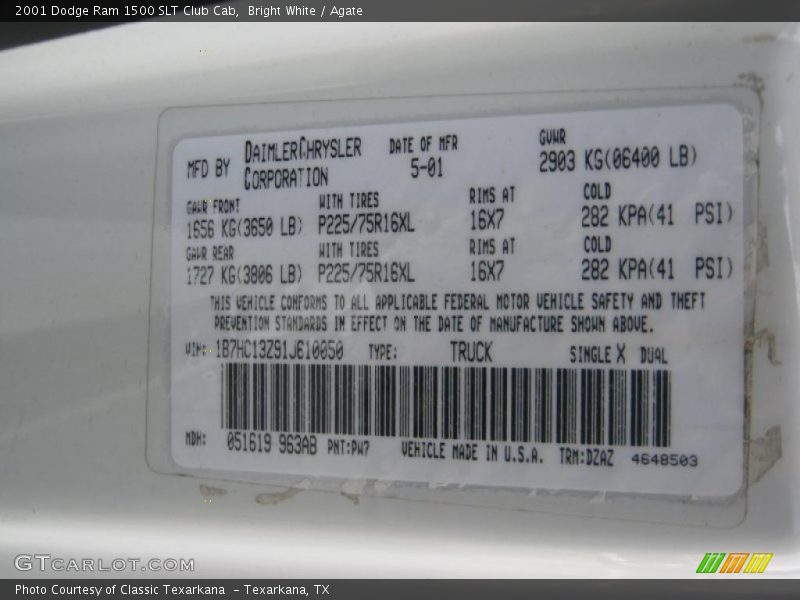 2001 Dodge Ram 1500 SLT Club Cab,  Bright White / Agate
MFD BY DAIMLERCHRYSLER CORPORATION DATE OF MFR 5-01 GVWR 2903 KG(06400 LB)
GAWR FRONT WITH TIRES RIMS AT COLD
1656 KG(3650 LB) P225/75R16XL 16X7 282 KPA(41 PSI)
GAWR REAR WITH TIRES RIMS AT COLD
1727 KG(3806 LB) P225/75R16XL 16X7 282 KPA(41 PSI)
THIS VEHICLE CONFORMS TO ALL APPLICABLE FEDERAL MOTOR VEHICLE SAFETY AND THEFT
PREVENTION STANDARDS IN EFFECT ON THE DATE OF MANUFACTURE SHOWN ABOVE.
VIN: 1B7HC13Z91J610050 TYPE: TRUCK SINGLE X DUAL
MDH: 051619 963AB PNT:PW7 VEHICLE MADE IN U.S.A. TRM:DZAZ 4648503
GTCARLOT.COM
Photo Courtesy of Classic Texarkana  – Texarkana, TX